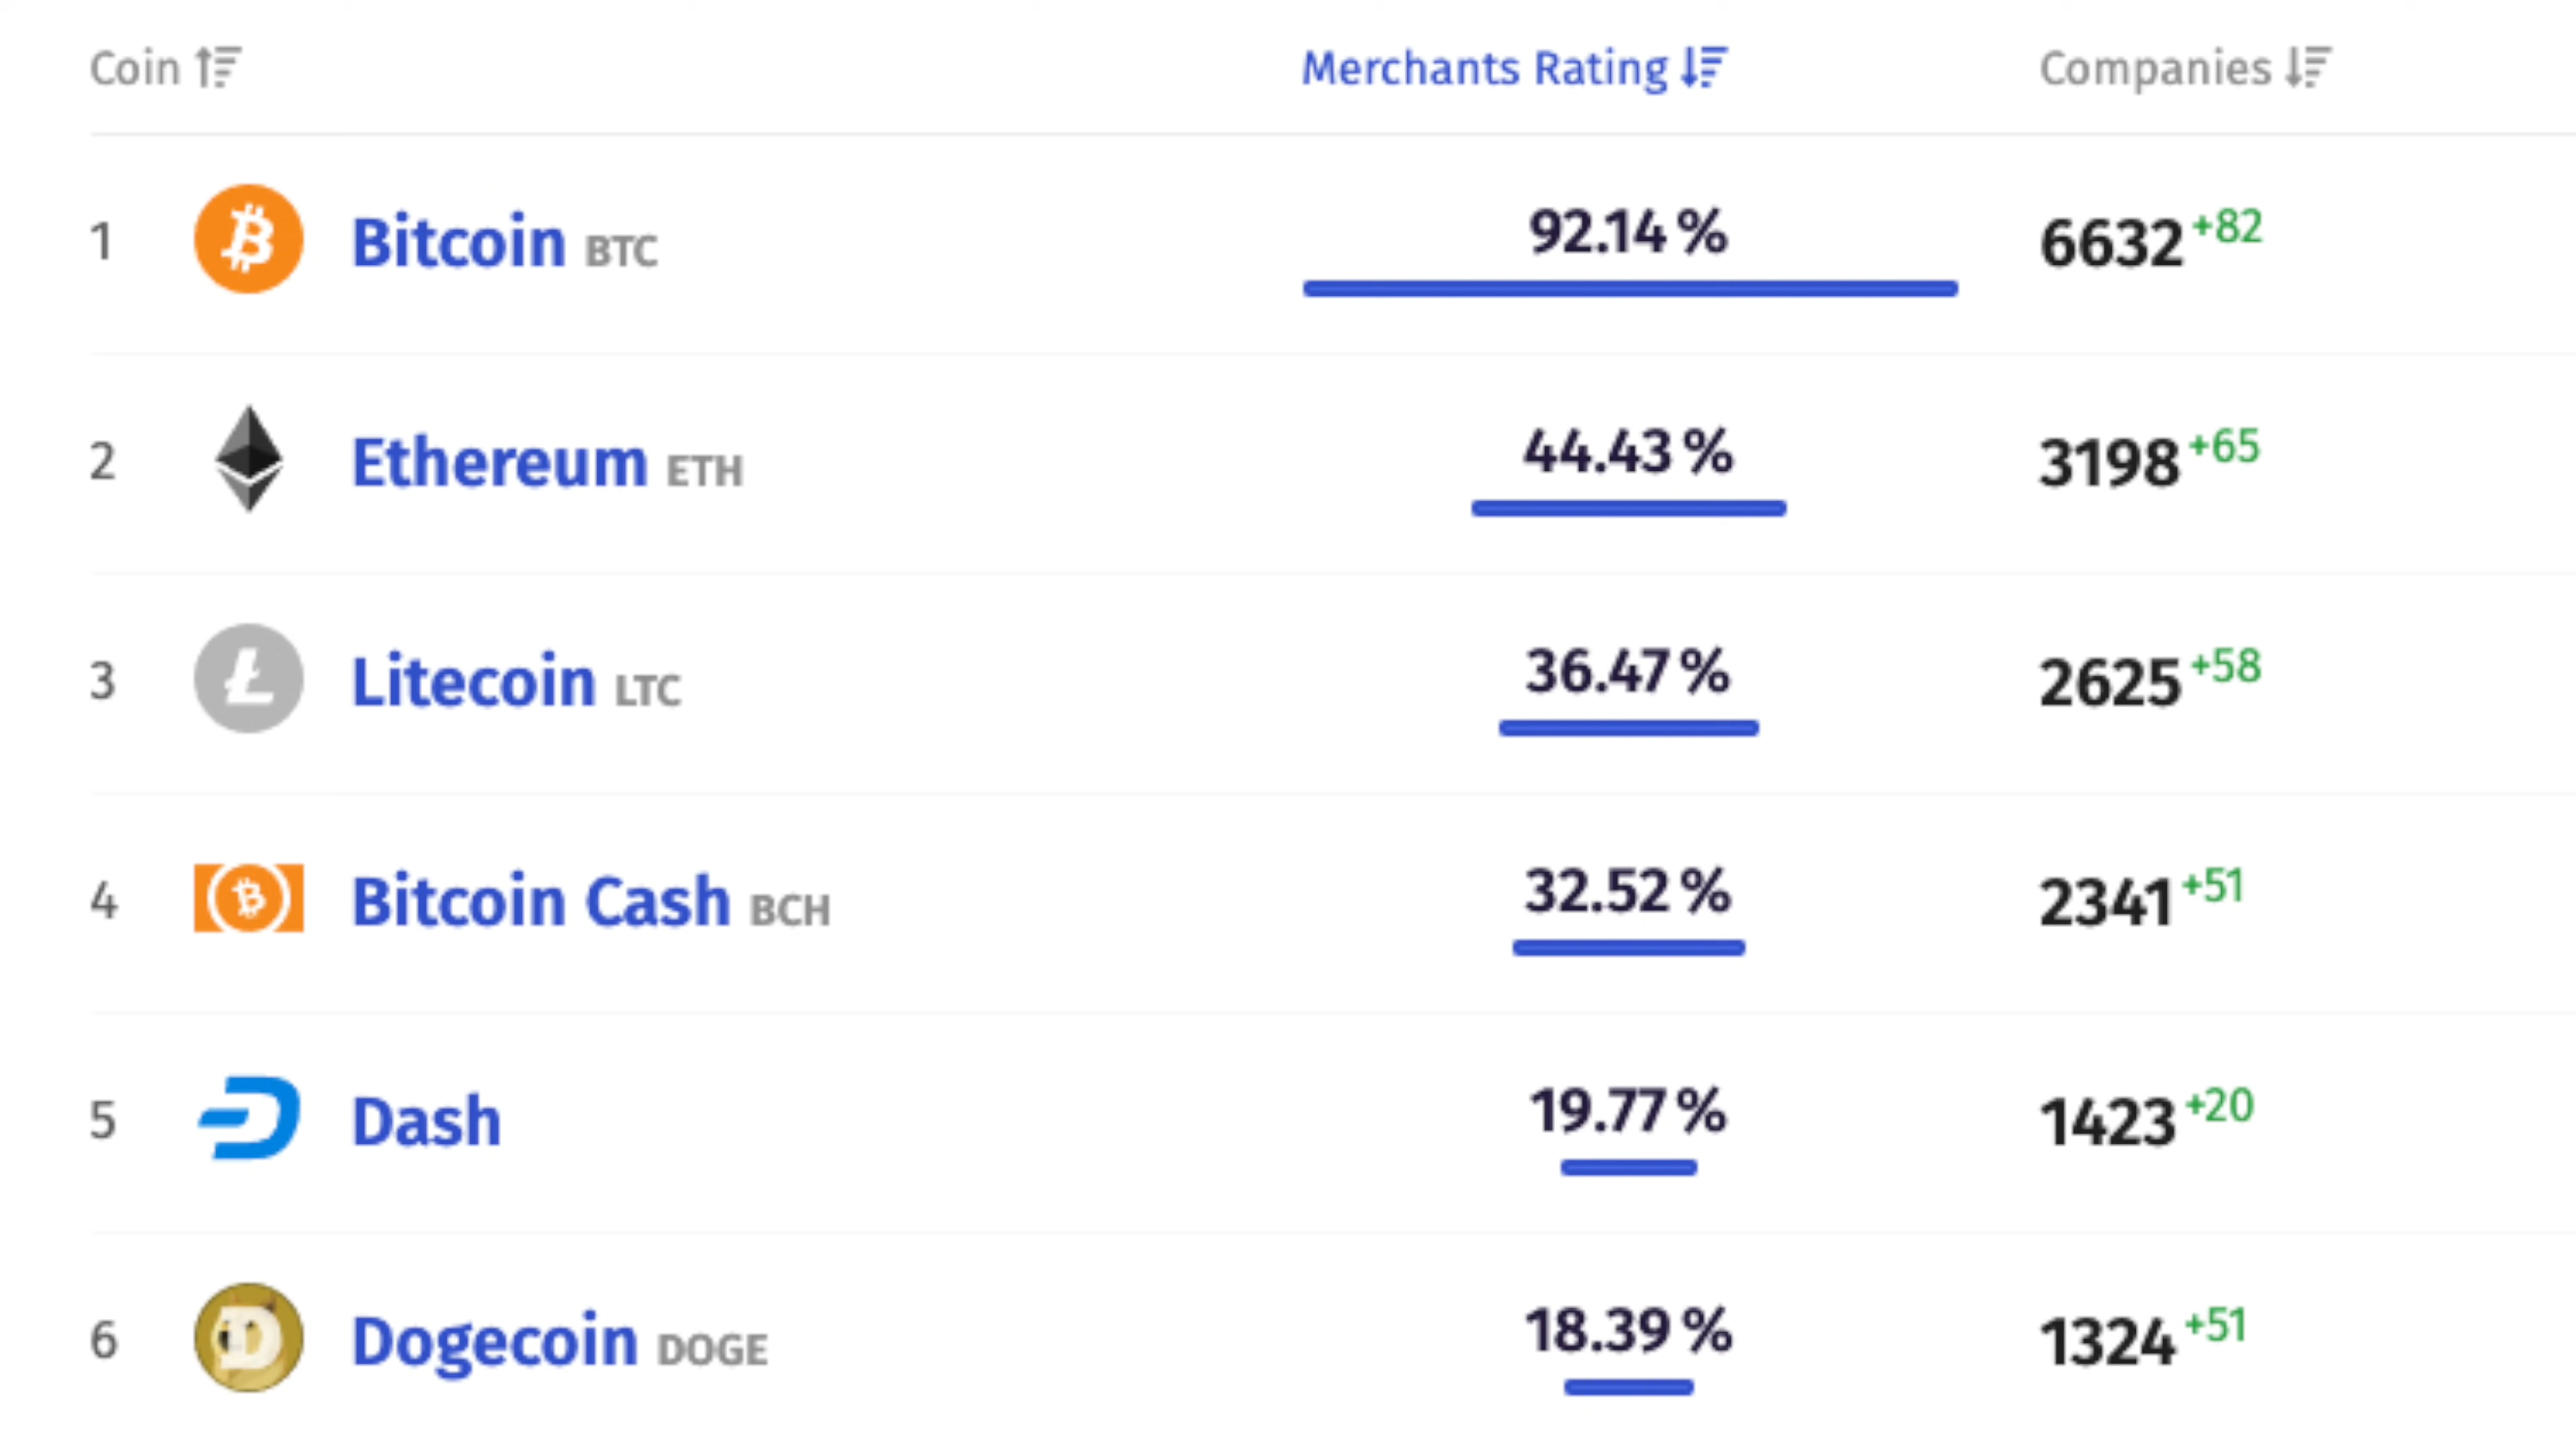 Coin Merchants Rating Companies
1 Bitcoin BTC 92.14 % 6632 +82
2 Ethereum ETH 44.43 % 3198 +65
3 Litecoin LTC 36.47 % 2625 +58
4 Bitcoin Cash BCH 32.52 % 2341 +51
5 Dash 19.77 % 1423 +20
6 Dogecoin DOGE 18.39 % 1324 +51